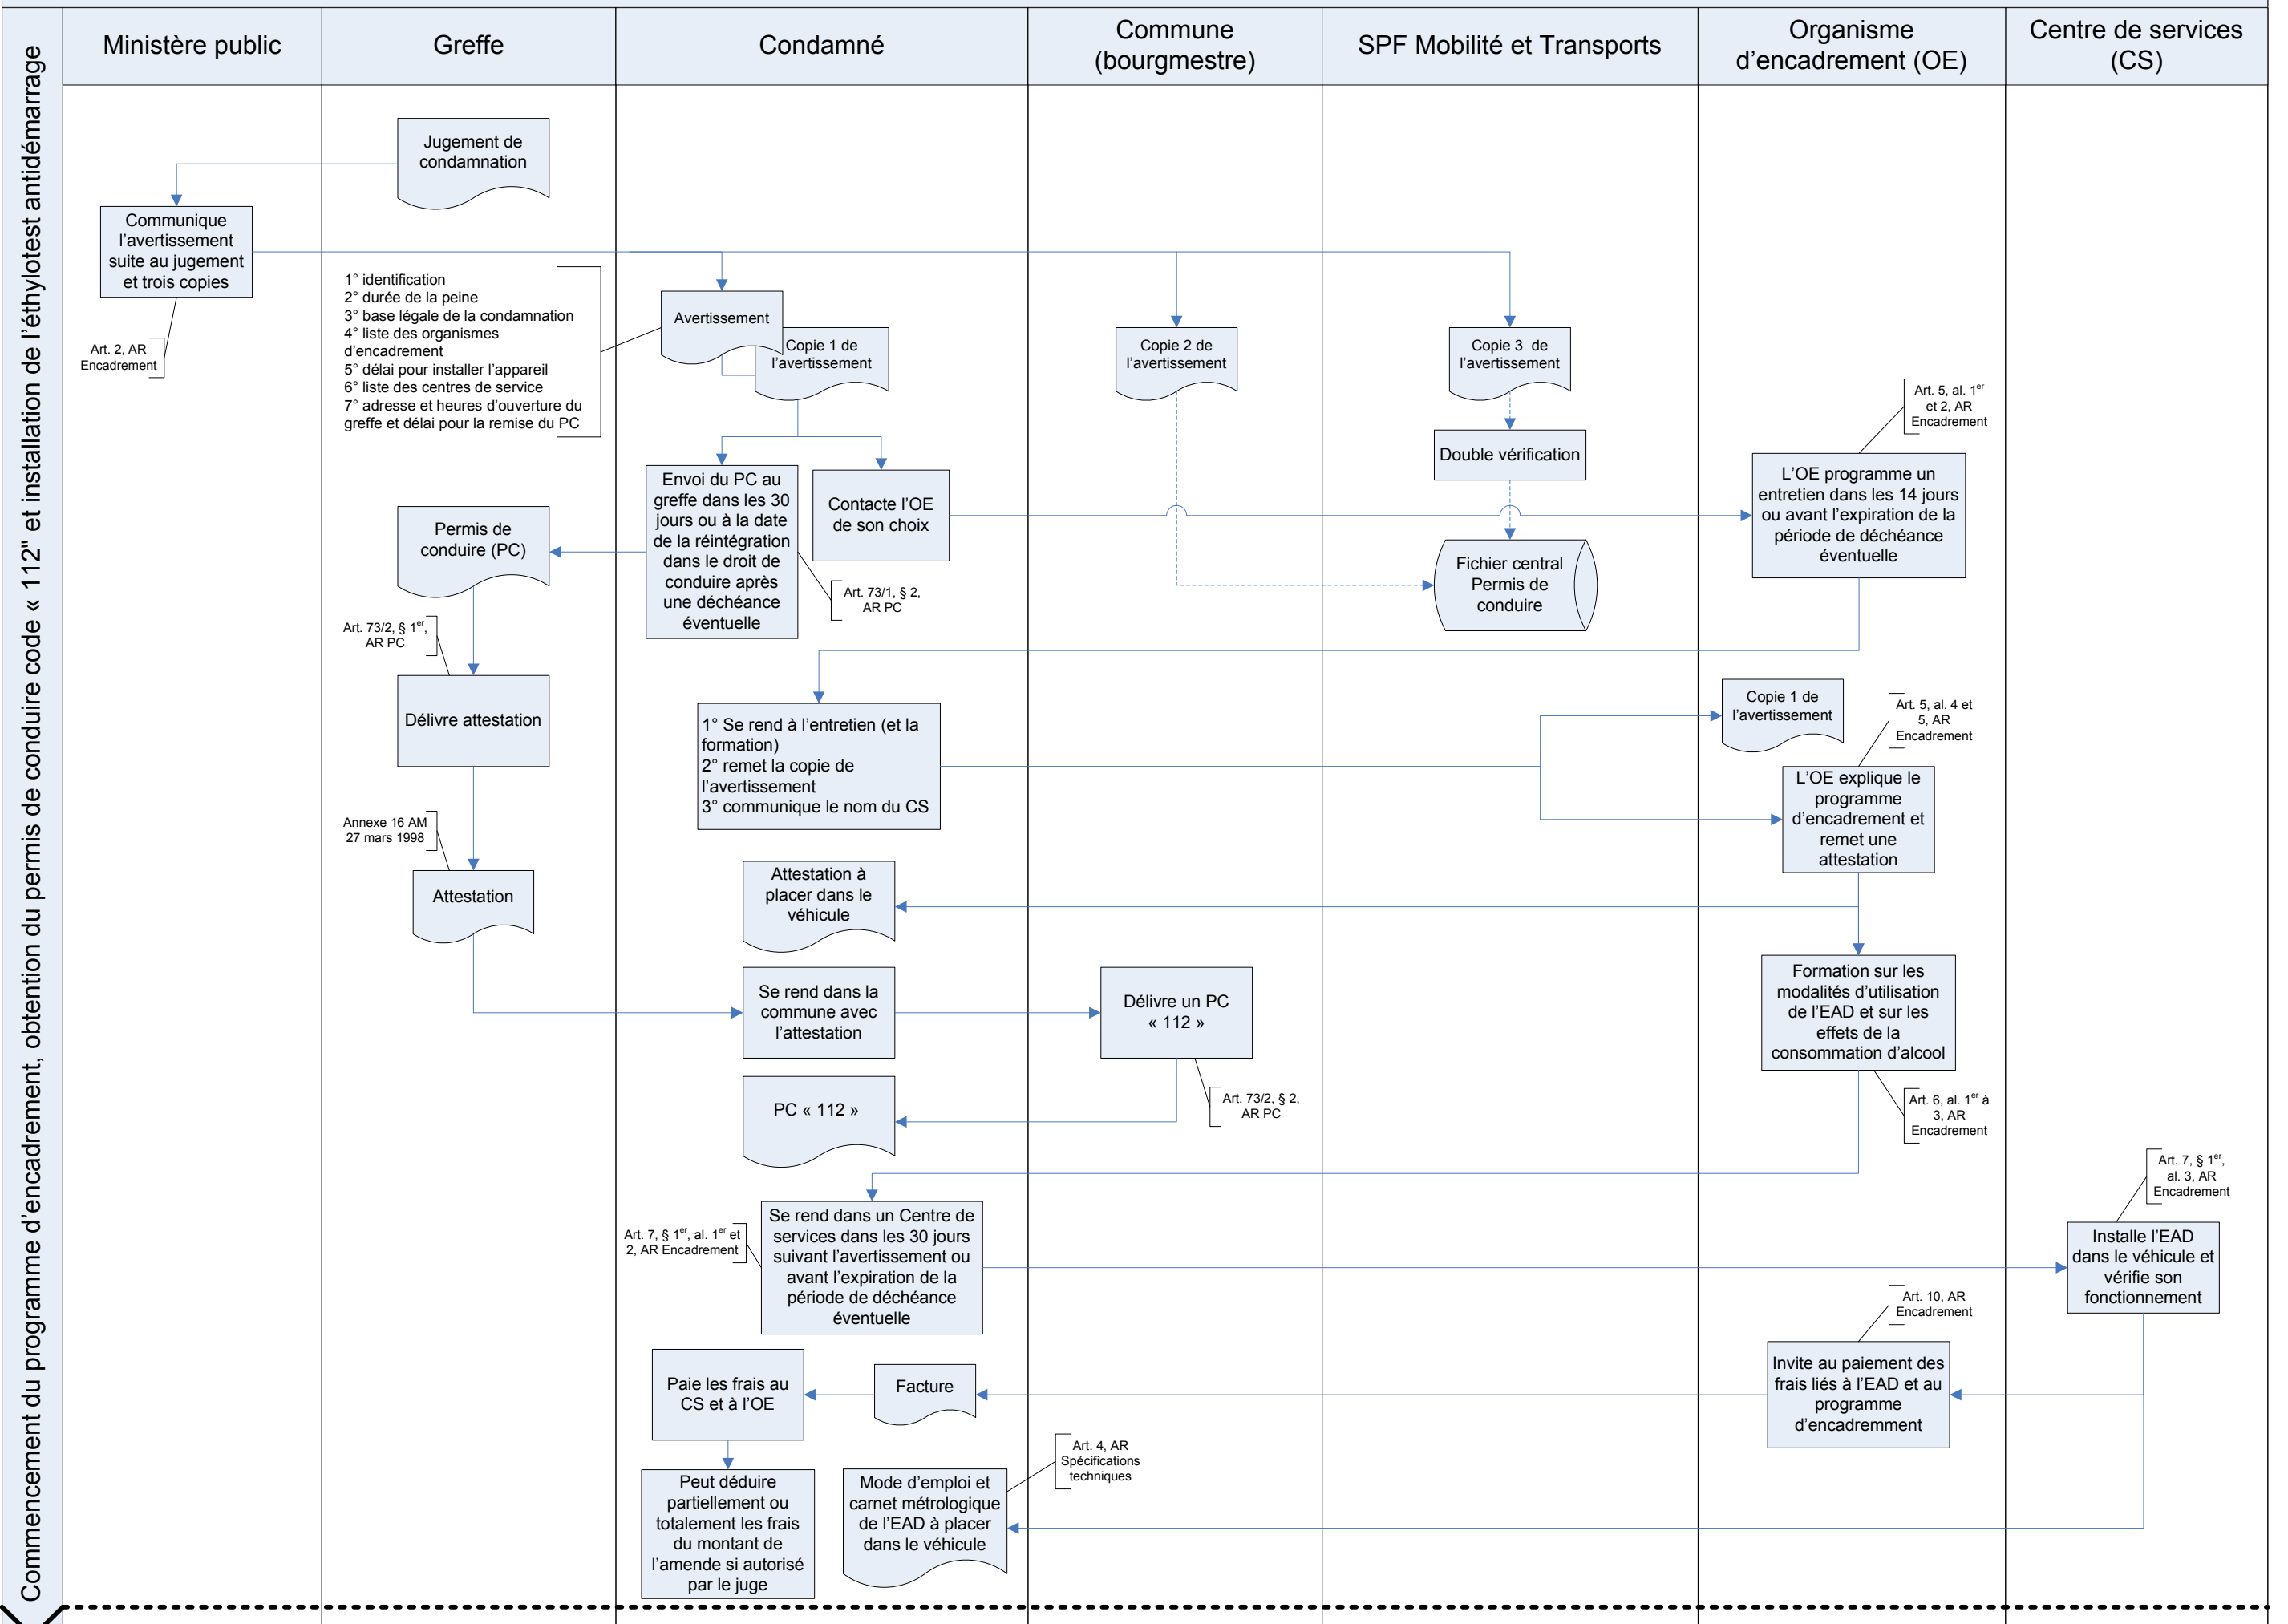 Commencement du programme d'encadrement, obtention du permis de conduire code « 112" et installation de l'éthylotest antidémarrage
Ministère public
Greffe
Condamné
Commune
(bourgmestre)
SPF Mobilité et Transports
Organisme
d'encadrement (OE)
Centre de services
(CS)
Jugement de
condamnation
Communique
l'avertissement
suite au jugement
et trois copies
Art. 2, AR
Encadrement
1° identification
2° durée de la peine
3° base légale de la condamnation
4° liste des organismes
d'encadrement
5° délai pour installer l'appareil
6° liste des centres de service
7° adresse et heures d'ouverture du
greffe et délai pour la remise du PC
Avertissement
Copie 1 de
l'avertissement
Copie 2 de
l'avertissement
Copie 3 de
l'avertissement
Art. 5, al. 1er
et 2, AR
Encadrement
Double vérification
Envoi du PC au
greffe dans les 30
jours ou à la date
de la réintégration
dans le droit de
conduire après
une déchéance
éventuelle
Contacte l'OE
de son choix
L'OE programme un
entretien dans les 14 jours
ou avant l'expiration de la
période de déchéance
éventuelle
Permis de
conduire (PC)
Fichier central
Permis de
conduire
Art. 73/1, § 2,
AR PC
Art. 73/2, § 1er,
AR PC
Délivre attestation
1° Se rend à l'entretien (et la
formation)
2° remet la copie de
l'avertissement
3° communique le nom du CS
Copie 1 de
l'avertissement
Art. 5, al. 4 et
5, AR
Encadrement
L'OE explique le
programme
d'encadrement et
remet une
attestation
Annexe 16 AM
27 mars 1998
Attestation
Attestation à
placer dans le
véhicule
Se rend dans la
commune avec
l'attestation
Délivre un PC
« 112 »
Formation sur les
modalités d'utilisation
de l'EAD et sur les
effets de la
consommation d'alcool
PC « 112 »
Art. 73/2, § 2,
AR PC
Art. 6, al. 1er à
3, AR
Encadrement
Art. 7, § 1er,
al. 3, AR
Encadrement
Art. 7, § 1er, al. 1er et
2, AR Encadrement
Se rend dans un Centre de
services dans les 30 jours
suivant l'avertissement ou
avant l'expiration de la
période de déchéance
éventuelle
Installe l'EAD
dans le véhicule et
vérifie son
fonctionnement
Art. 10, AR
Encadrement
Paie les frais au
CS et à l'OE
Facture
Invite au paiement des
frais liés à l'EAD et au
programme
d'encadremment
Art. 4, AR
Spécifications
techniques
Peut déduire
partiellement ou
totalement les frais
du montant de
l'amende si autorisé
par le juge
Mode d'emploi et
carnet métrologique
de l'EAD à placer
dans le véhicule